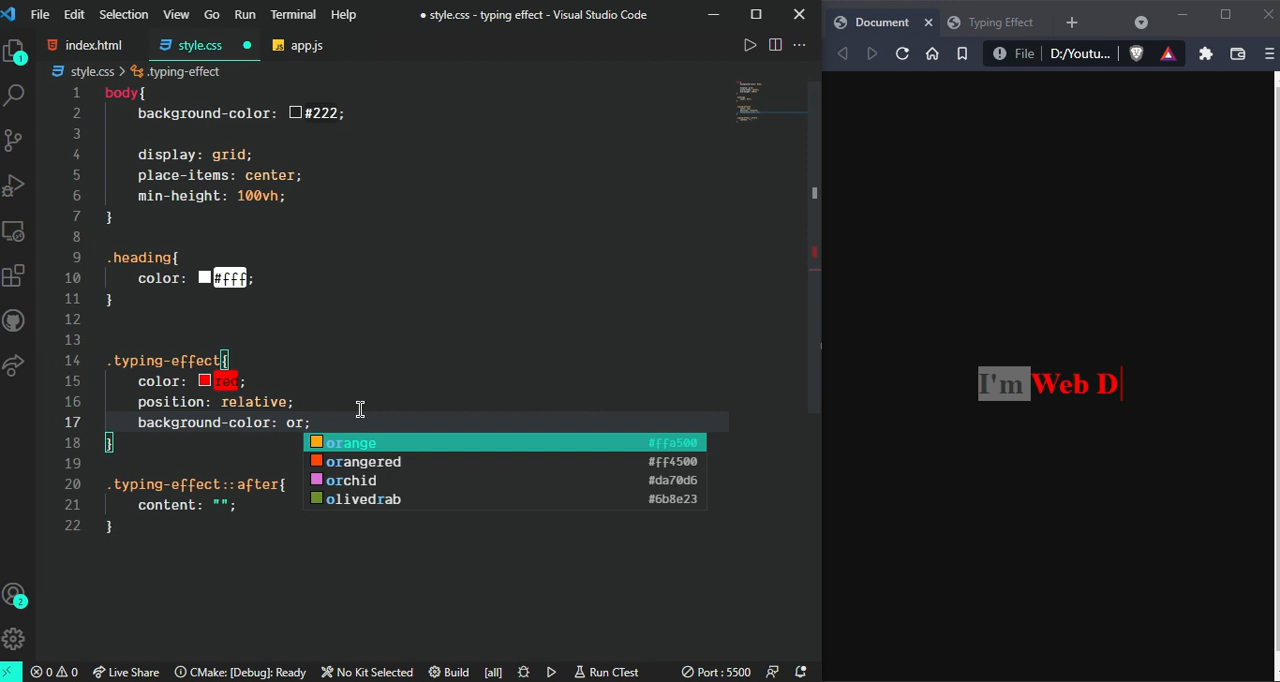 File Edit Selection View Go Run Terminal Help ● style.css - typing effect - Visual Studio Code
index.html style.css ● app.js
style.css > .typing-effect
1 body{
2 background-color: #222;
3
4 display: grid;
5 place-items: center;
6 min-height: 100vh;
7 }
8
9 .heading{
10 color: #fff;
11 }
12
13
14 .typing-effect{
15 color: red;
16 position: relative;
17 background-color: or;
18 }
orange #ffa500
orangered #ff4500
orchid #da70d6
olivedrab #6b8e23
19
20 .typing-effect::after{
21 content: "";
22 }
1
2
0 0 Live Share CMake: [Debug]: Ready No Kit Selected Build [all] Run CTest Port : 5500
Document Typing Effect
File D:/Youtu...
I'm Web D